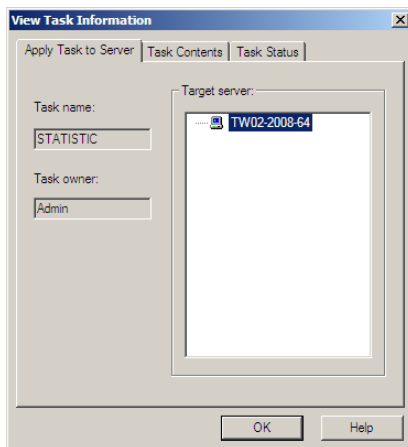 View Task Information
Apply Task to Server Task Contents Task Status
Task name:
STATISTIC
Task owner:
Admin
Target server:
TW02-2008-64
OK Help